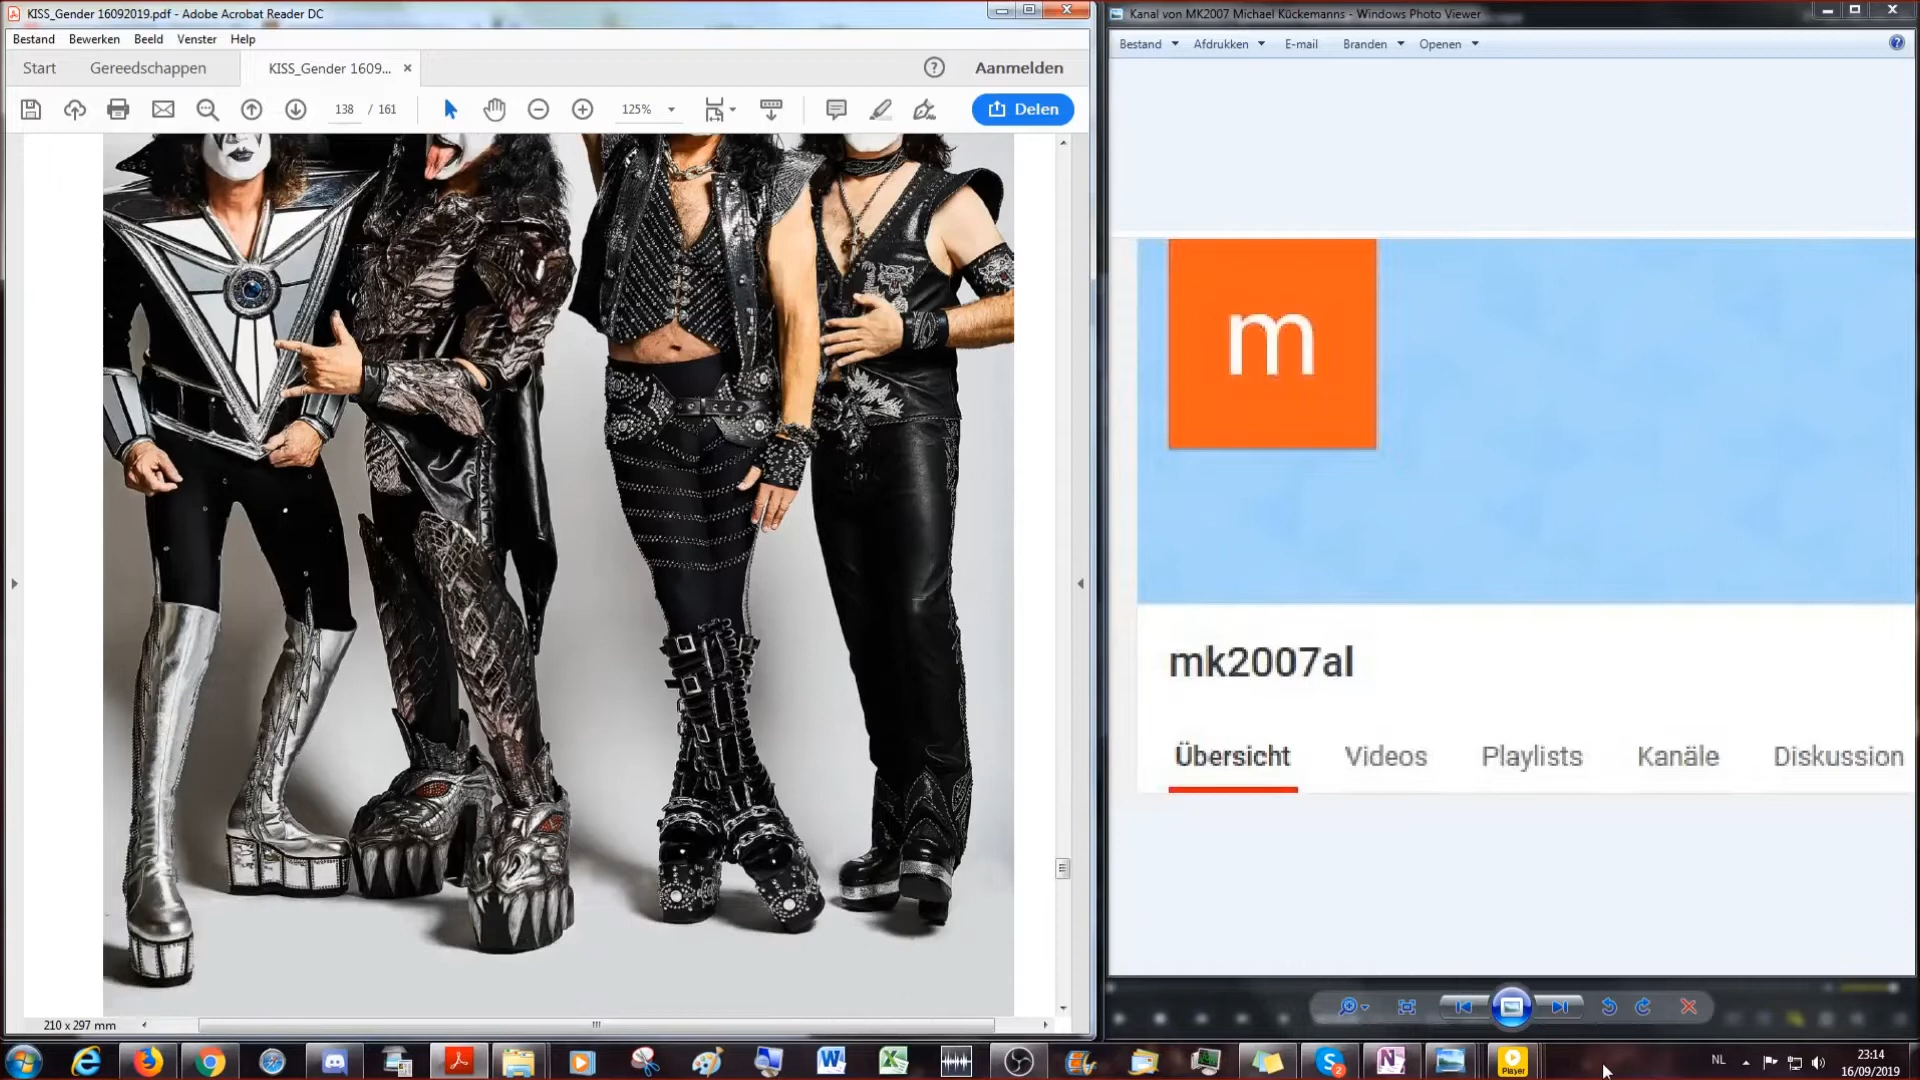 KISS_Gender 16092019.pdf - Adobe Acrobat Reader DC
Bestand Bewerken Beeld Venster Help
Start Gereedschappen KISS_Gender 1609... × Aanmelden
138 / 161 125% Delen
210 x 297 mm
Kanal von MK2007 Michael Kückemanns - Windows Photo Viewer
Bestand Afdrukken E-mail Branden Openen
m
mk2007al
Übersicht Videos Playlists Kanäle Diskussion
Player
NL
23:14
16/09/2019